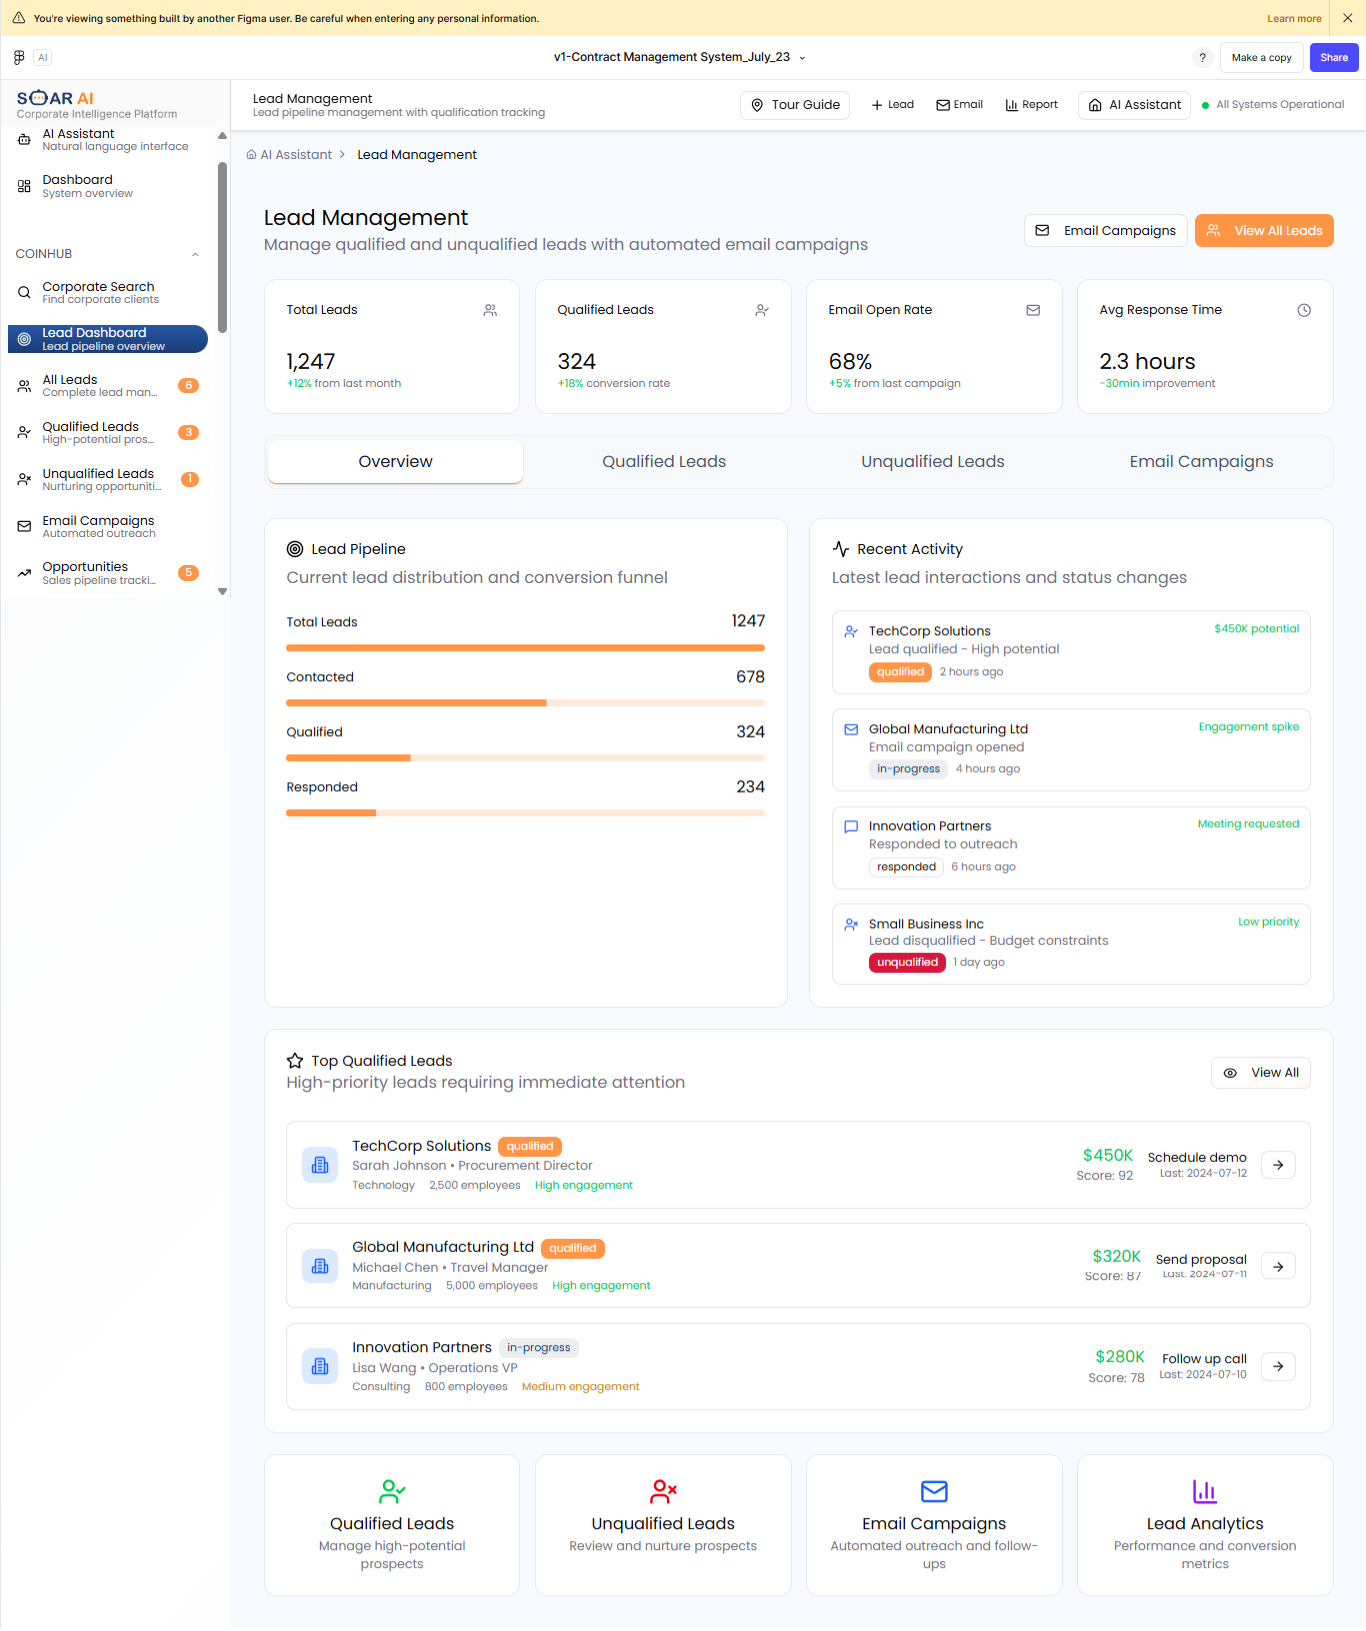 You're viewing something built by another Figma user. Be careful when entering any personal information.
Learn more
AI
v1-Contract Management System_July_23
?
Make a copy
Share
SOAR AI
Corporate Intelligence Platform
AI Assistant
Natural language interface
Dashboard
System overview
COINHUB
Corporate Search
Find corporate clients
Lead Dashboard
Lead pipeline overview
All Leads
Complete lead man...
6
Qualified Leads
High-potential pros...
3
Unqualified Leads
Nurturing opportuniti...
1
Email Campaigns
Automated outreach
Opportunities
Sales pipeline tracki...
5
Lead Management
Lead pipeline management with qualification tracking
Tour Guide
Lead
Email
Report
AI Assistant
All Systems Operational
AI Assistant > Lead Management
Lead Management
Manage qualified and unqualified leads with automated email campaigns
Email Campaigns
View All Leads
Total Leads
1,247
+12% from last month
Qualified Leads
324
+18% conversion rate
Email Open Rate
68%
+5% from last campaign
Avg Response Time
2.3 hours
-30min improvement
Overview
Qualified Leads
Unqualified Leads
Email Campaigns
Lead Pipeline
Current lead distribution and conversion funnel
Total Leads 1247
Contacted 678
Qualified 324
Responded 234
Recent Activity
Latest lead interactions and status changes
TechCorp Solutions
$450K potential
Lead qualified - High potential
qualified 2 hours ago
Global Manufacturing Ltd
Engagement spike
Email campaign opened
in-progress 4 hours ago
Innovation Partners
Meeting requested
Responded to outreach
responded 6 hours ago
Small Business Inc
Low priority
Lead disqualified - Budget constraints
unqualified 1 day ago
Top Qualified Leads
High-priority leads requiring immediate attention
View All
TechCorp Solutions qualified
Sarah Johnson • Procurement Director
Technology 2,500 employees High engagement
$450K
Score: 92
Schedule demo
Last: 2024-07-12
Global Manufacturing Ltd qualified
Michael Chen • Travel Manager
Manufacturing 5,000 employees High engagement
$320K
Score: 87
Send proposal
Last: 2024-07-11
Innovation Partners in-progress
Lisa Wang • Operations VP
Consulting 800 employees Medium engagement
$280K
Score: 78
Follow up call
Last: 2024-07-10
Qualified Leads
Manage high-potential
prospects
Unqualified Leads
Review and nurture prospects
Email Campaigns
Automated outreach and follow-
ups
Lead Analytics
Performance and conversion
metrics